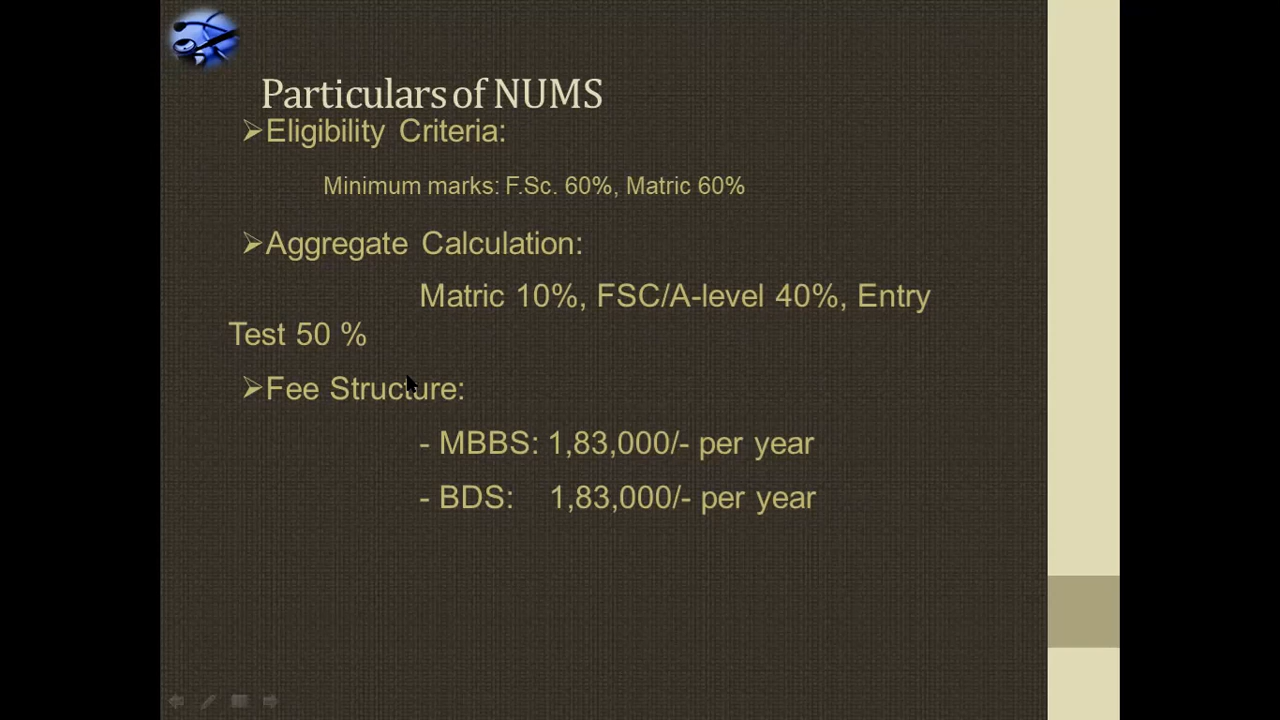 Particulars of NUMS
➢Eligibility Criteria:
Minimum marks: F.Sc. 60%, Matric 60%
➢Aggregate Calculation:
Matric 10%, FSC/A-level 40%, Entry
Test 50 %
➢Fee Structure:
- MBBS: 1,83,000/- per year
- BDS: 1,83,000/- per year